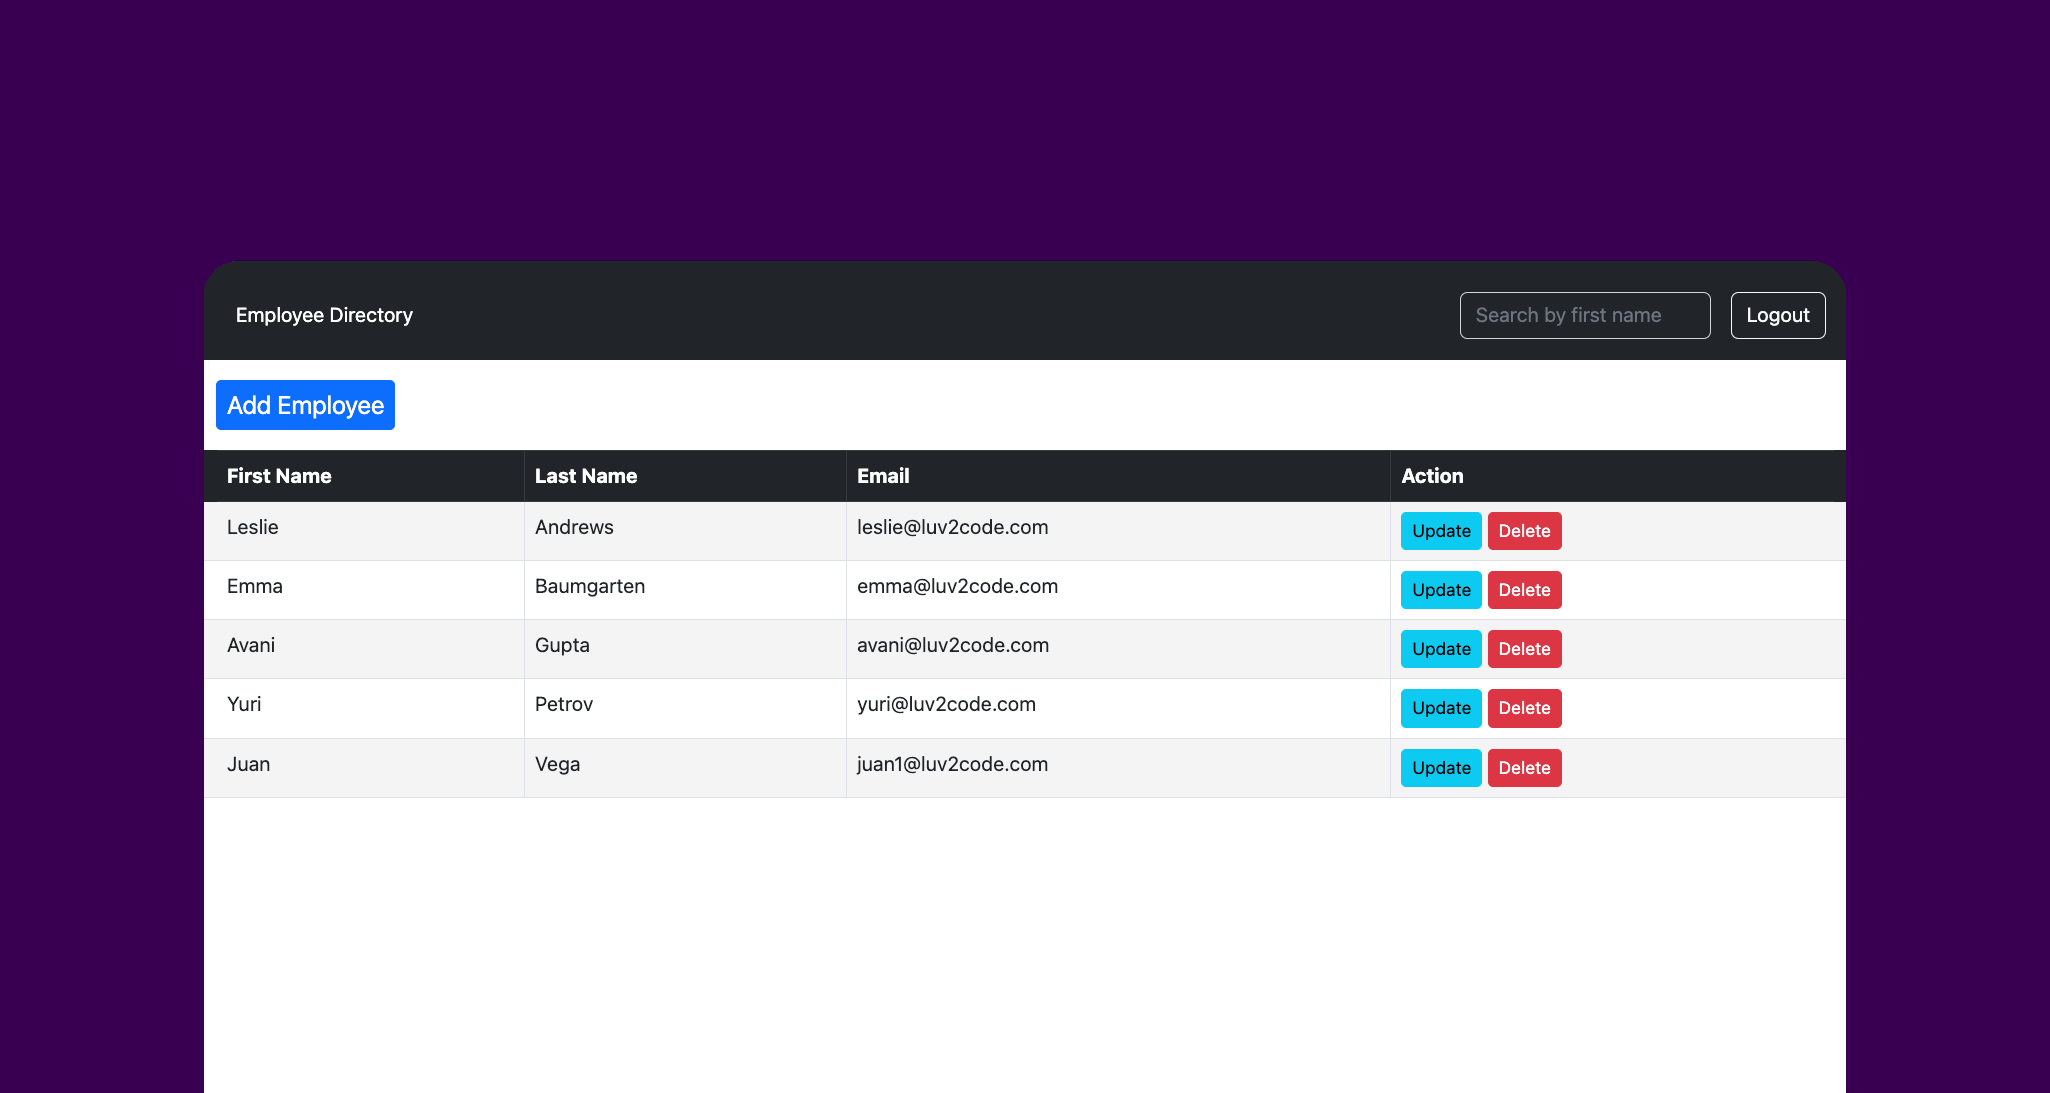 Employee Directory Search by first name Logout
Add Employee
First Name Last Name Email Action
Leslie Andrews leslie@luv2code.com Update Delete
Emma Baumgarten emma@luv2code.com Update Delete
Avani Gupta avani@luv2code.com Update Delete
Yuri Petrov yuri@luv2code.com Update Delete
Juan Vega juan1@luv2code.com Update Delete